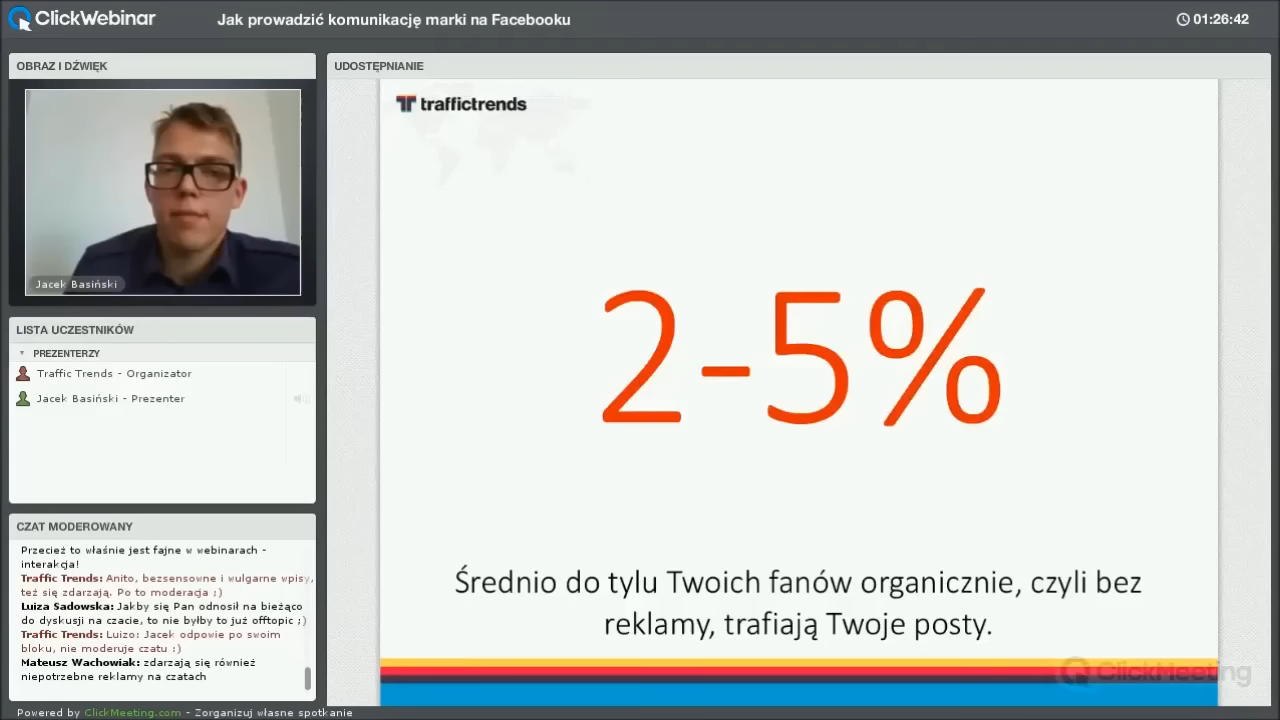 ClickWebinar
Jak prowadzić komunikację marki na Facebooku
01:26:42
OBRAZ I DŹWIĘK
Jacek Basiński
LISTA UCZESTNIKÓW
PREZENTERZY
Traffic Trends - Organizator
Jacek Basiński - Prezenter
CZAT MODEROWANY
Przecież to właśnie jest fajne w webinarach -
interakcja!
Traffic Trends: Anito, bezsensowne i wulgarne wpisy,
też się zdarzają. Po to moderacja ;)
Luiza Sadowska: Jakby się Pan odnosił na bieżąco
do dyskusji na czacie, to nie byłby to już offtopic ;)
Traffic Trends: Luizo: Jacek odpowie po swoim
bloku, nie moderuje czatu :)
Mateusz Wachowiak: zdarzają się również
niepotrzebne reklamy na czatach
UDOSTĘPNIANIE
traffictrends
2-5%
Średnio do tylu Twoich fanów organicznie, czyli bez
reklamy, trafiają Twoje posty.
ClickMeeting
Powered by ClickMeeting.com - Zorganizuj własne spotkanie